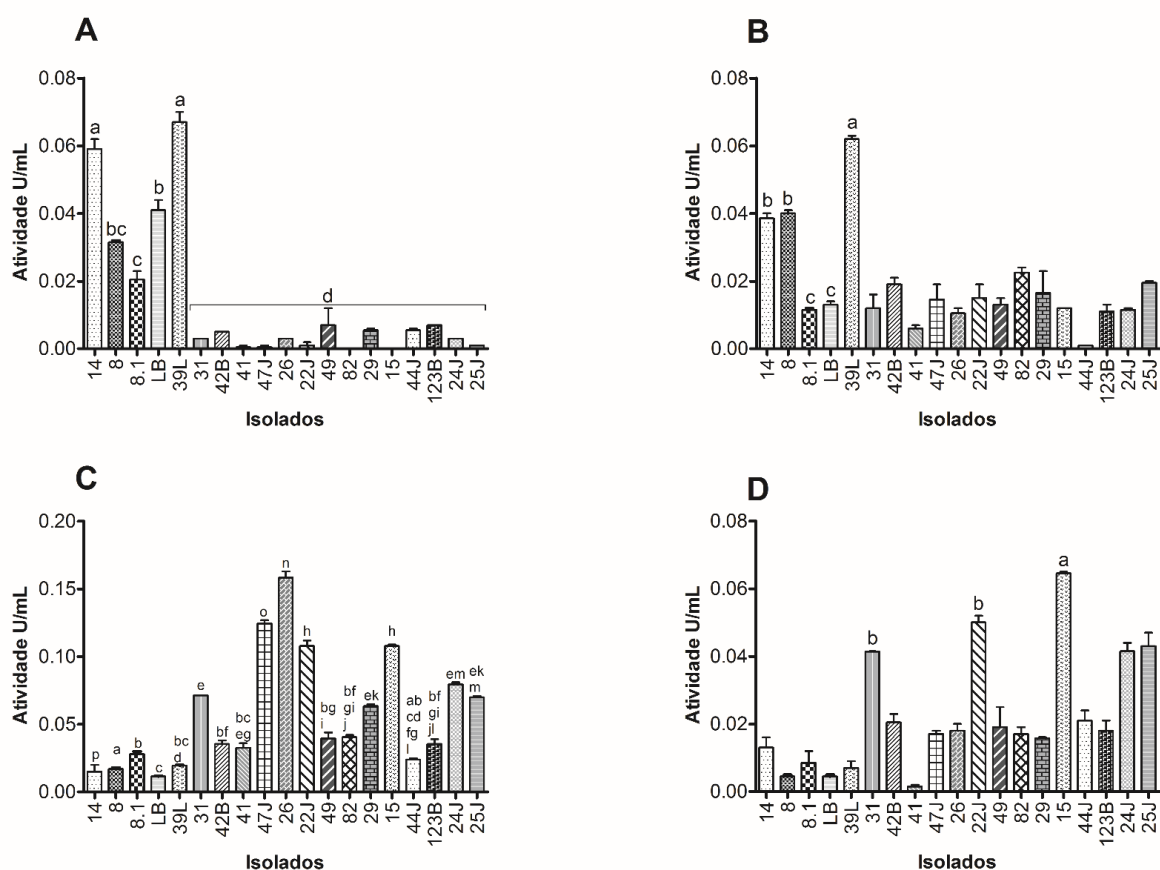 A
Atividade U/mL
0.08
0.06
0.04
0.02
0.00
a
bc
c
b
a
d
14 8 8.1 LB 39L 31 42B 41 47J 26 22J 49 82 29 15 44J 123B 24J 25J
Isolados
B
Atividade U/mL
0.08
0.06
0.04
0.02
0.00
b b c c a
14 8 8.1 LB 39L 31 42B 41 47J 26 22J 49 82 29 15 44J 123B 24J 25J
Isolados
C
Atividade U/mL
0.20
0.15
0.10
0.05
0.00
p
a
b
c
bc
d
e
bf
bc
eg
o
n
h
bg
i
bf
gi
j
ek
h
ab
cd
fg
l
bf
gi
jl
em
ek
m
14 8 8.1 LB 39L 31 42B 41 47J 26 22J 49 82 29 15 44J 123B 24J 25J
Isolados
D
Atividade U/mL
0.08
0.06
0.04
0.02
0.00
b
b
a
14 8 8.1 LB 39L 31 42B 41 47J 26 22J 49 82 29 15 44J 123B 24J 25J
Isolados